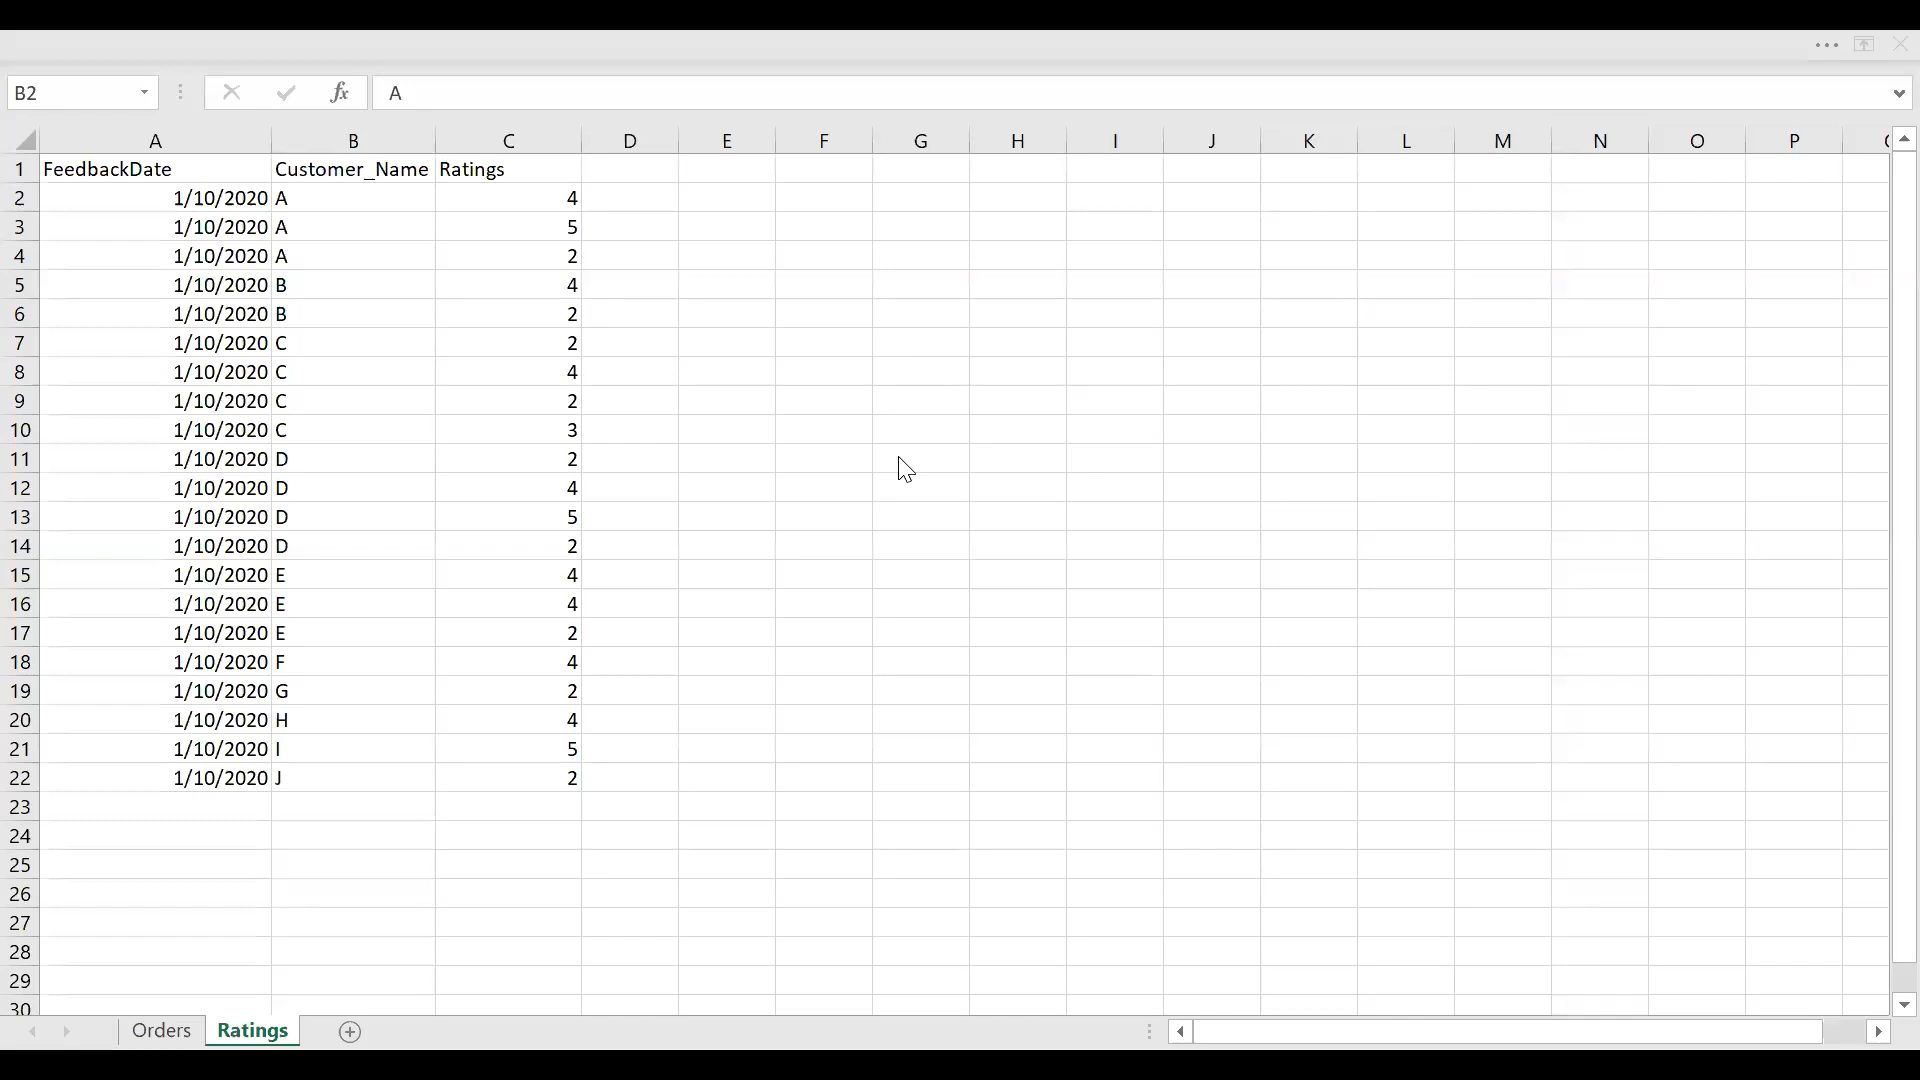 B2 fx A
A B C D E F G H I J K L M N O P
1 FeedbackDate Customer_Name Ratings
2 1/10/2020 A 4
3 1/10/2020 A 5
4 1/10/2020 A 2
5 1/10/2020 B 4
6 1/10/2020 B 2
7 1/10/2020 C 2
8 1/10/2020 C 4
9 1/10/2020 C 2
10 1/10/2020 C 3
11 1/10/2020 D 2
12 1/10/2020 D 4
13 1/10/2020 D 5
14 1/10/2020 D 2
15 1/10/2020 E 4
16 1/10/2020 E 4
17 1/10/2020 E 2
18 1/10/2020 F 4
19 1/10/2020 G 2
20 1/10/2020 H 4
21 1/10/2020 I 5
22 1/10/2020 J 2
23
24
25
26
27
28
29
30
Orders Ratings